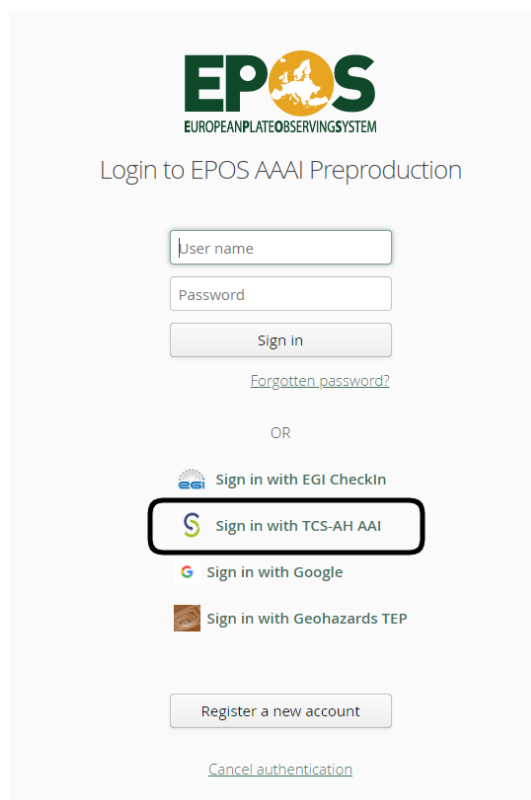 EPOS
EUROPEANPLATEOBSERVINGSYSTEM
Login to EPOS AAAI Preproduction
User name
Password
Sign in
Forgotten password?
OR
egi Sign in with EGI CheckIn
Sign in with TCS-AH AAI
G Sign in with Google
Sign in with Geohazards TEP
Register a new account
Cancel authentication